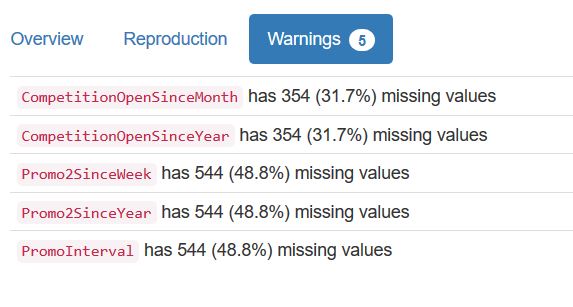 Overview Reproduction Warnings 5
CompetitionOpenSinceMonth has 354 (31.7%) missing values
CompetitionOpenSinceYear has 354 (31.7%) missing values
Promo2SinceWeek has 544 (48.8%) missing values
Promo2SinceYear has 544 (48.8%) missing values
PromoInterval has 544 (48.8%) missing values